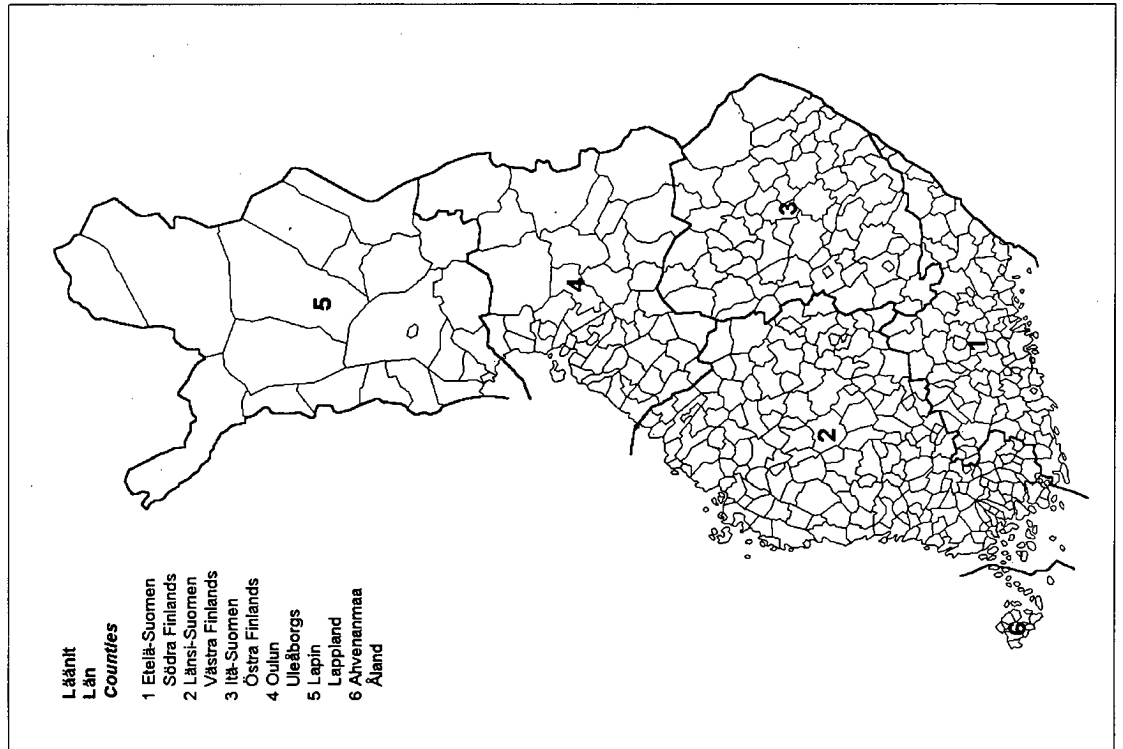 Läänit
Län
Counties
1 Etelä-Suomen
Södra Finlands
2 Länsi-Suomen
Västra Finlands
3 Itä-Suomen
Östra Finlands
4 Oulun
Uleåborgs
5 Lapin
Lappland
6 Ahvenanmaa
Åland
5
4
3
2
1
6